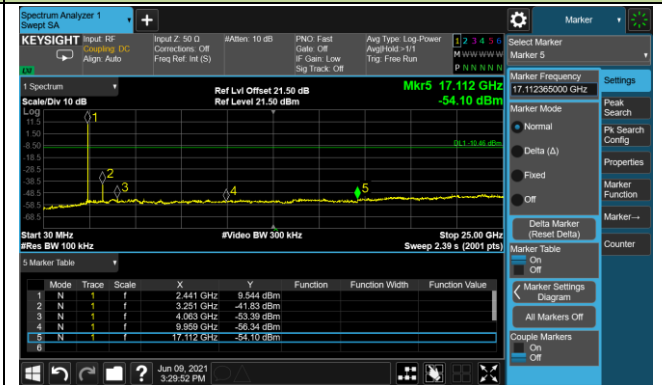 Spectrum Analyzer 1
Swept SA
Marker
KEYSIGHT Input: RF
Coupling: DC
Align: Auto
Input Z: 50 Ω
Corrections: Off
Freq Ref: Int (S)
#Atten: 10 dB
PNO: Fast
Gate: Off
IF Gain: Low
Sig Track: Off
Avg Type: Log-Power
Avg|Hold:>1/1
Trig: Free Run
1 2 3 4 5 6
M W W W W W
P N N N N N
LV
Select Marker
Marker 5
1 Spectrum
Scale/Div 10 dB
Ref Lvl Offset 21.50 dB
Ref Level 21.50 dBm
Mkr5 17.112 GHz
-54.10 dBm
Log
11.5
1.50
-8.50
-18.5
-28.5
-38.5
-48.5
-58.5
-68.5
1
2
3
4
5
DL1 -10.46 dBm
Start 30 MHz
#Res BW 100 kHz
#Video BW 300 kHz
Stop 25.00 GHz
Sweep 2.39 s (2001 pts)
5 Marker Table
Mode Trace Scale X Y Function Function Width Function Value
1 N 1 f 2.441 GHz 9.544 dBm
2 N 1 f 3.251 GHz -41.83 dBm
3 N 1 f 4.063 GHz -53.39 dBm
4 N 1 f 9.959 GHz -56.34 dBm
5 N 1 f 17.112 GHz -54.10 dBm
6
Marker Frequency
17.112365000 GHz
Marker Mode
Normal
Delta (Δ)
Fixed
Off
Delta Marker
(Reset Delta)
Marker Table
On
Off
Marker Settings
Diagram
All Markers Off
Couple Markers
On
Off
Settings
Peak
Search
Pk Search
Config
Properties
Marker
Function
Marker→
Counter
?
Jun 09, 2021
3:29:52 PM